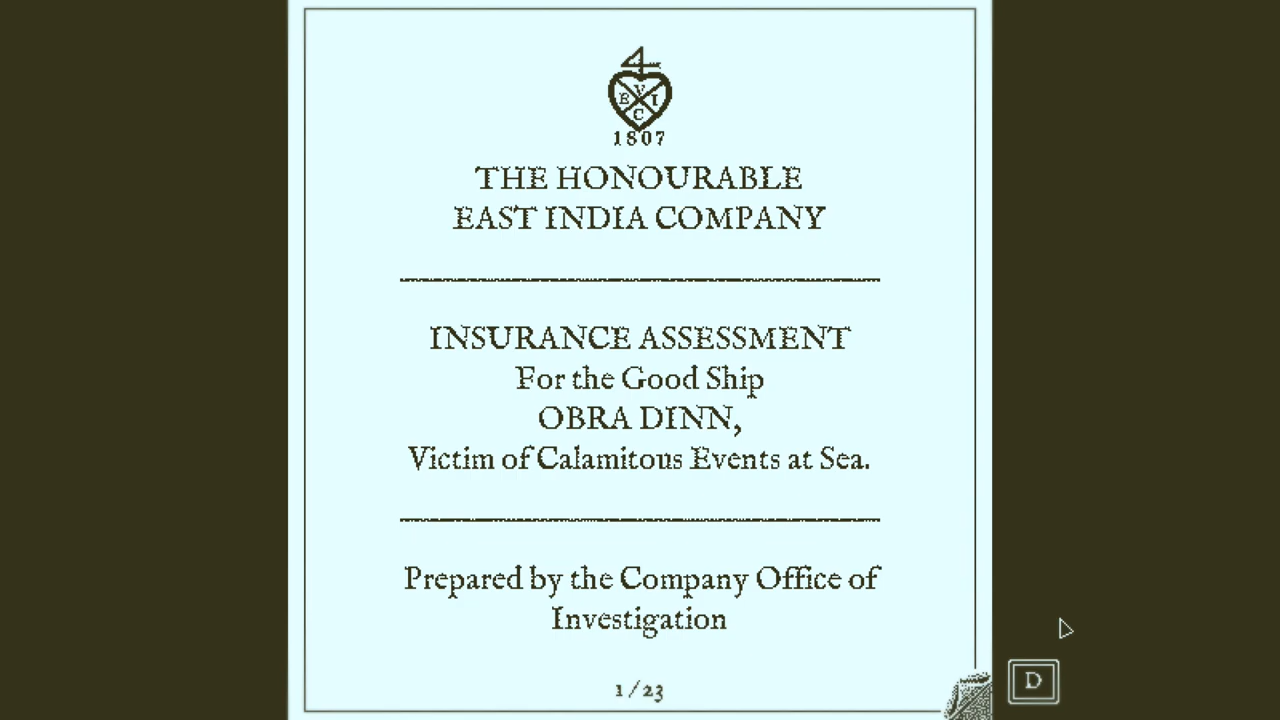 4
V
E I
C
1807
THE HONOURABLE
EAST INDIA COMPANY
INSURANCE ASSESSMENT
For the Good Ship
OBRA DINN,
Victim of Calamitous Events at Sea.
Prepared by the Company Office of
Investigation
1/23
D